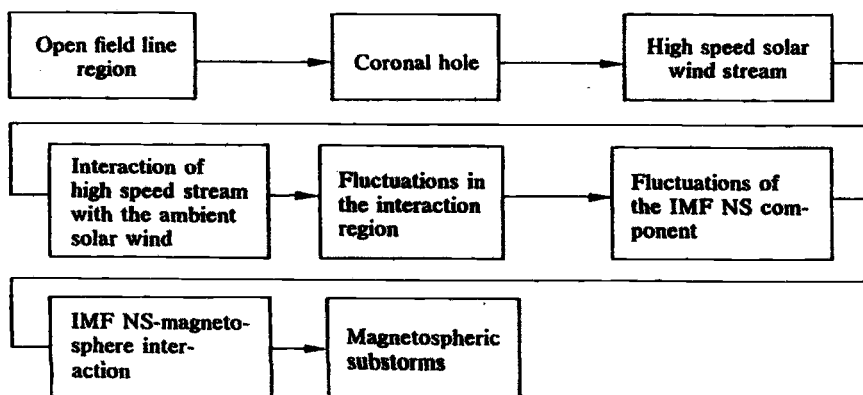 Open field line
region
Coronal hole
High speed solar
wind stream
Interaction of
high speed stream
with the ambient
solar wind
Fluctuations in
the interaction
region
Fluctuations of
the IMF NS com-
ponent
IMF NS-magneto-
sphere inter-
action
Magnetospheric
substorms